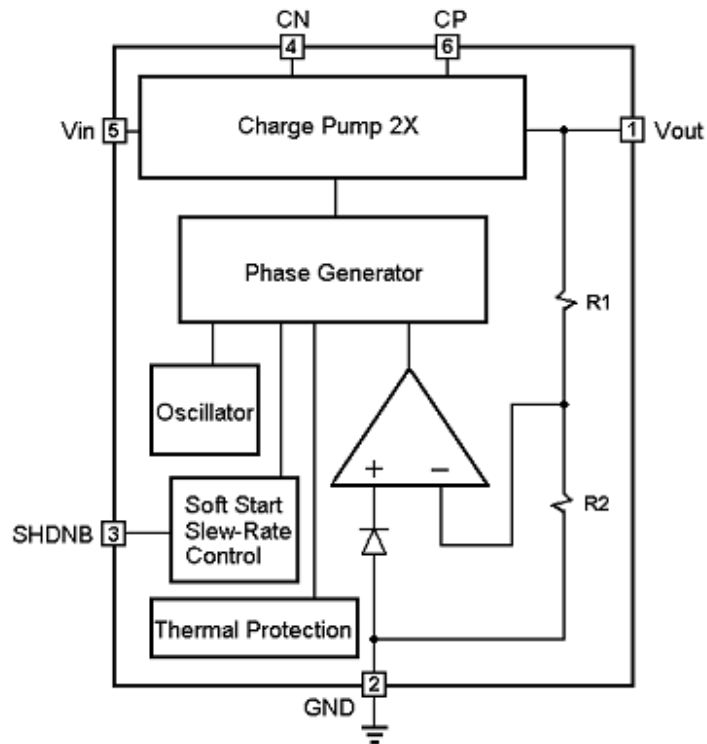 CN
CP
4
6
Charge Pump 2X
Vin 5
1 Vout
Phase Generator
R1
Oscillator
+ −
Soft Start
Slew-Rate
Control
R2
SHDNB 3
Thermal Protection
2
GND